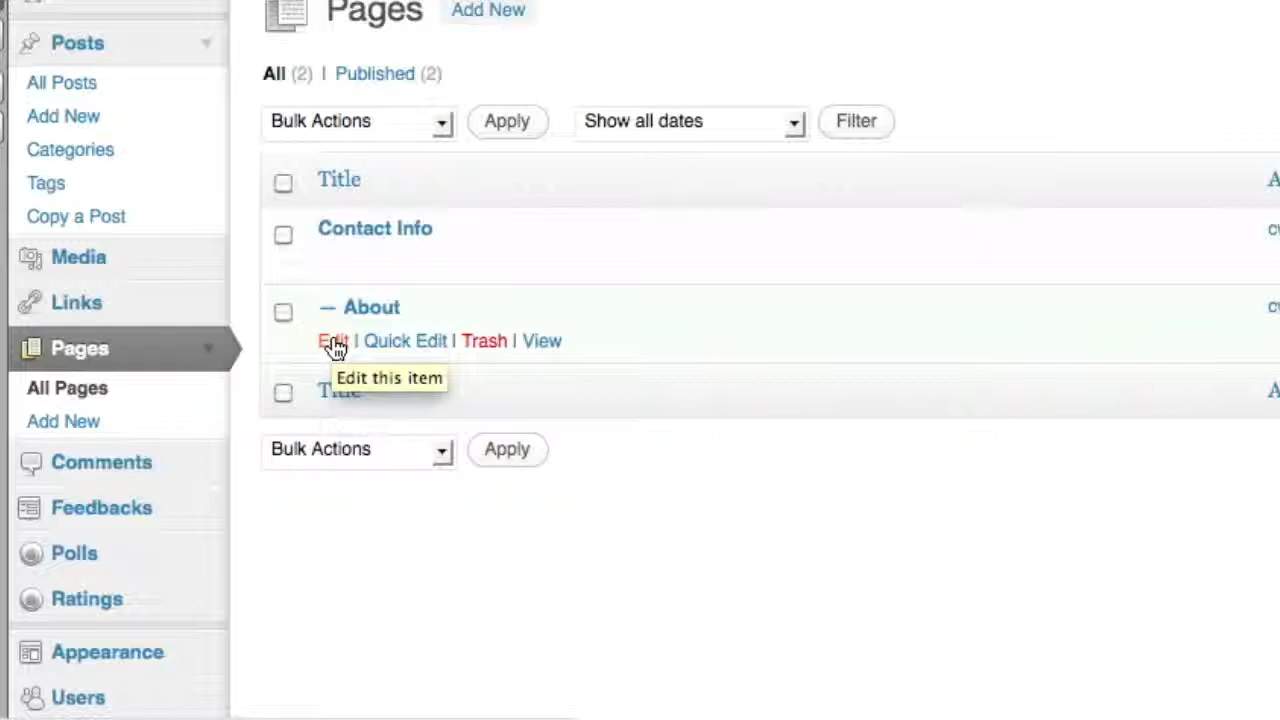 Pages Add New
Posts
All (2) | Published (2)
All Posts
Add New
Bulk Actions Apply Show all dates Filter
Categories
Title
Tags
Copy a Post
Contact Info
Media
Links
— About
Pages
Edit | Quick Edit | Trash | View
Edit this item
All Pages
Title
Add New
Bulk Actions Apply
Comments
Feedbacks
Polls
Ratings
Appearance
Users